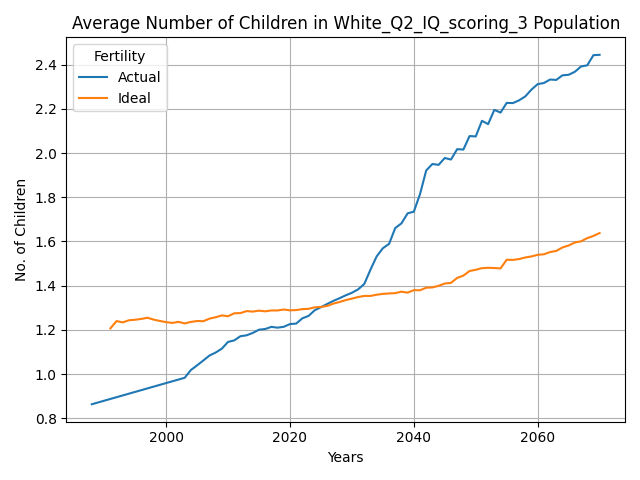 Average Number of Children in White_Q2_IQ_scoring_3 Population
Fertility
Actual
Ideal
No. of Children
2.4
2.2
2.0
1.8
1.6
1.4
1.2
1.0
0.8
2000 2020 2040 2060
Years